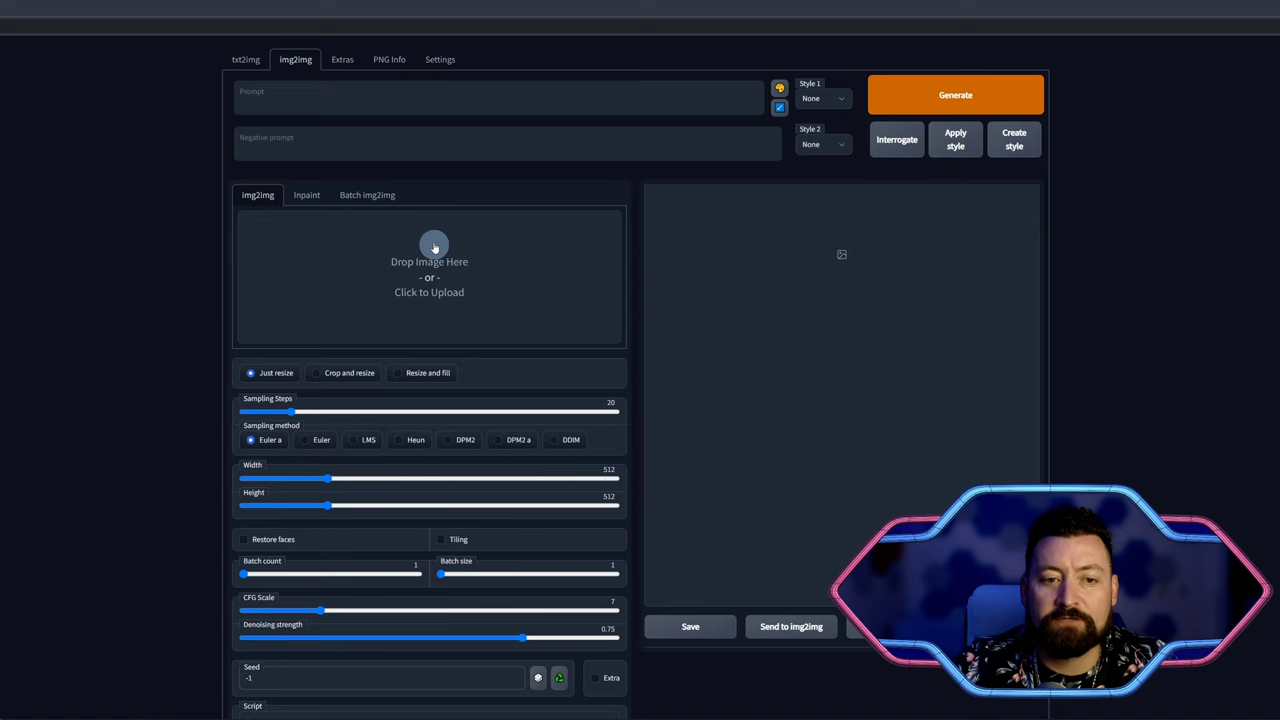 txt2img img2img Extras PNG Info Settings
Prompt
Style 1
None
Generate
Negative prompt
Style 2
None
Interrogate Apply style Create style
img2img Inpaint Batch img2img
Drop Image Here
- or -
Click to Upload
Just resize Crop and resize Resize and fill
Sampling Steps 20
Sampling method
Euler a Euler LMS Heun DPM2 DPM2 a DDIM
Width 512
Height 512
Restore faces Tiling
Batch count 1 Batch size 1
CFG Scale 7
Denoising strength 0.75
Save Send to img2img
Seed
-1
Extra
Script